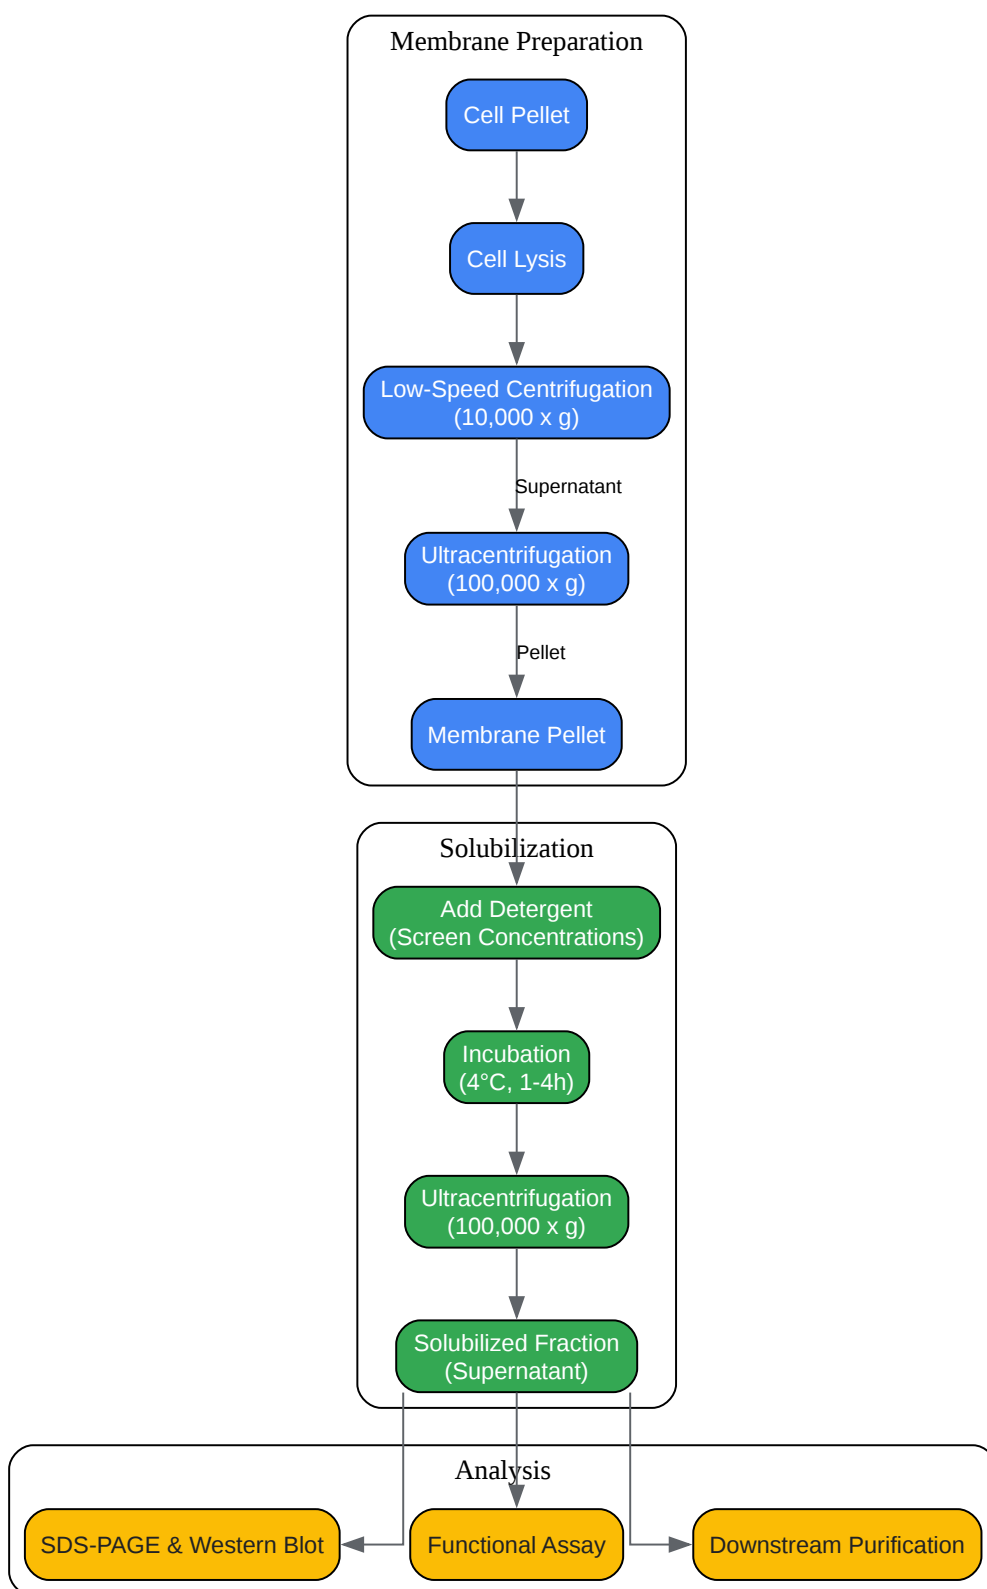 Membrane Preparation
Cell Pellet
Cell Lysis
Low-Speed Centrifugation
(10,000 x g)
Supernatant
Ultracentrifugation
(100,000 x g)
Pellet
Membrane Pellet
Solubilization
Add Detergent
(Screen Concentrations)
Incubation
(4°C, 1-4h)
Ultracentrifugation
(100,000 x g)
Solubilized Fraction
(Supernatant)
Analysis
SDS-PAGE & Western Blot
Functional Assay
Downstream Purification